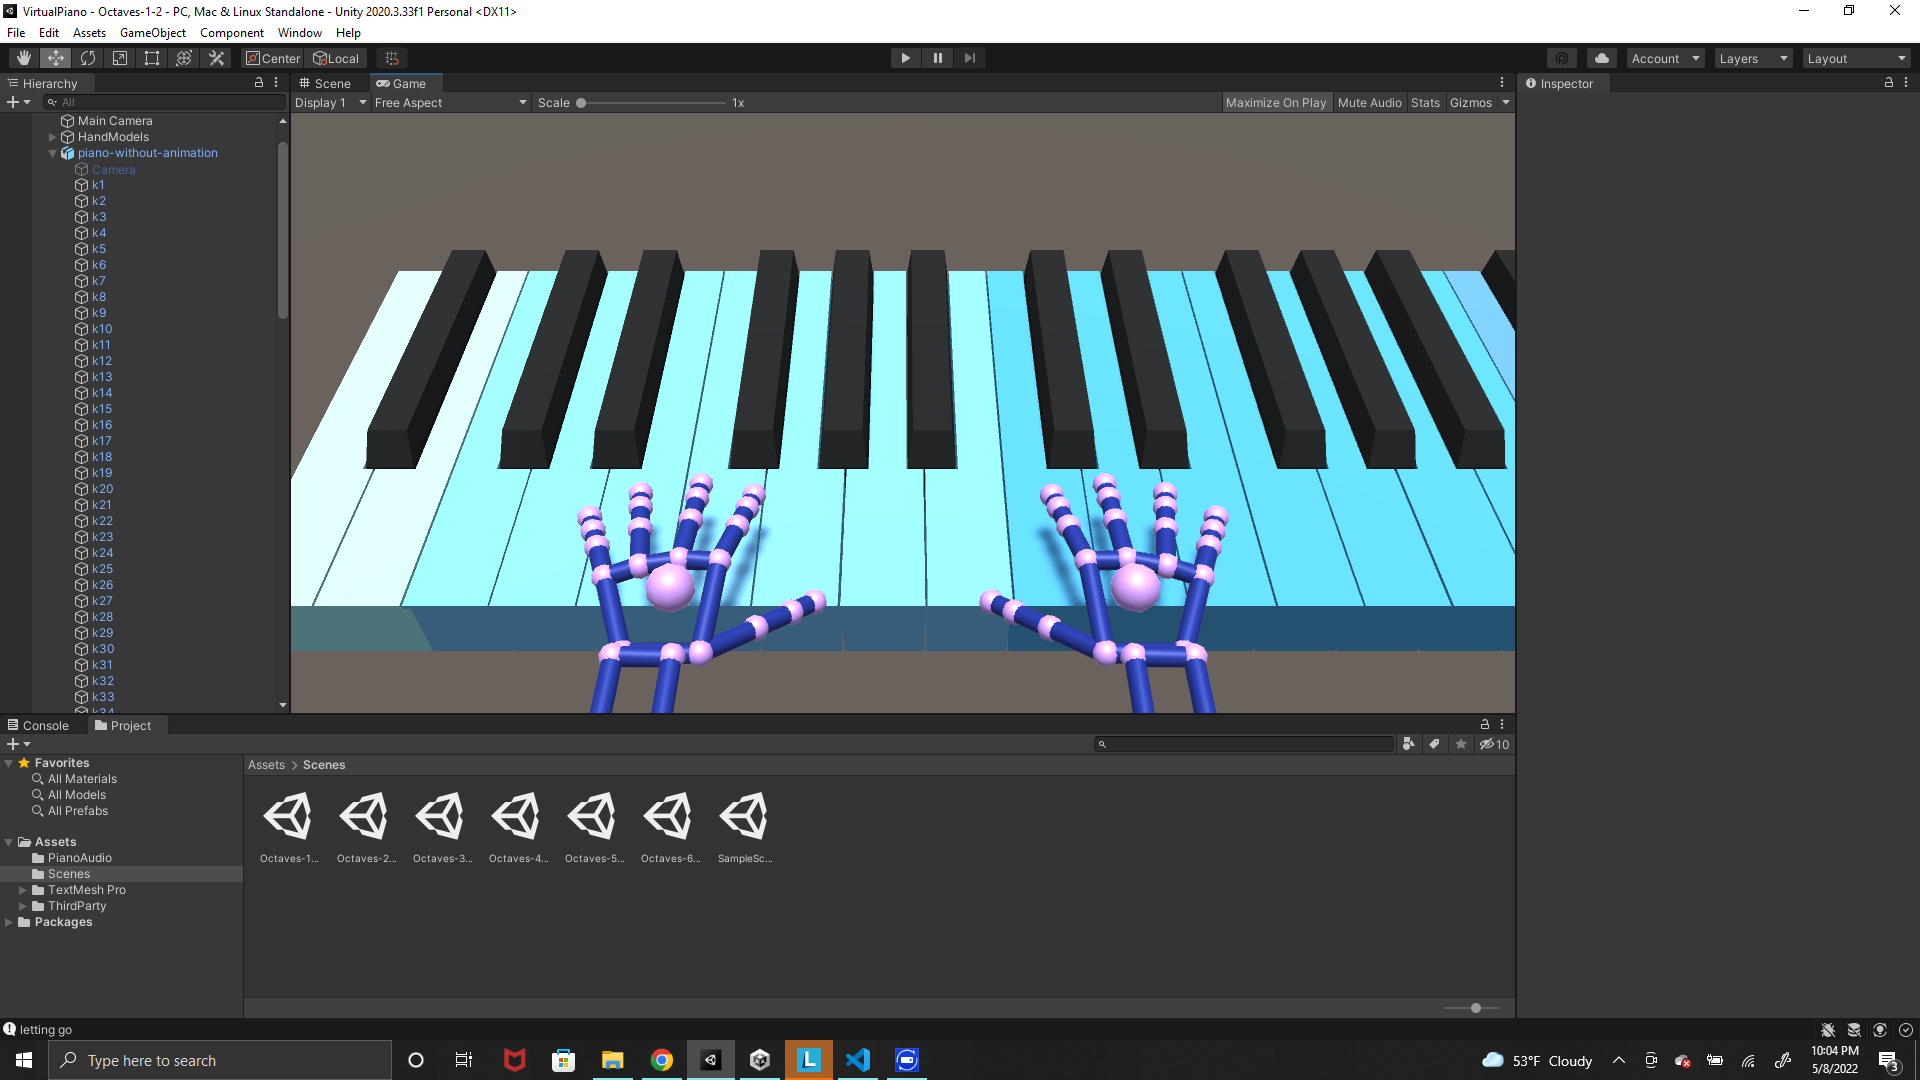 VirtualPiano - Octaves-1-2 - PC, Mac & Linux Standalone - Unity 2020.3.33f1 Personal <DX11>
File Edit Assets GameObject Component Window Help
Center Local Account Layers Layout
Hierarchy Scene Game Inspector
All Display 1 Free Aspect Scale 1x Maximize On Play Mute Audio Stats Gizmos
Main Camera
HandModels
piano-without-animation
Camera
k1
k2
k3
k4
k5
k6
k7
k8
k9
k10
k11
k12
k13
k14
k15
k16
k17
k18
k19
k20
k21
k22
k23
k24
k25
k26
k27
k28
k29
k30
k31
k32
k33
k34
Console Project
10
Favorites
All Materials
All Models
All Prefabs
Assets
PianoAudio
Scenes
TextMesh Pro
ThirdParty
Packages
Assets > Scenes
Octaves-1... Octaves-2... Octaves-3... Octaves-4... Octaves-5... Octaves-6... SampleSc...
letting go
Type here to search
L
53°F Cloudy
10:04 PM
5/8/2022
3